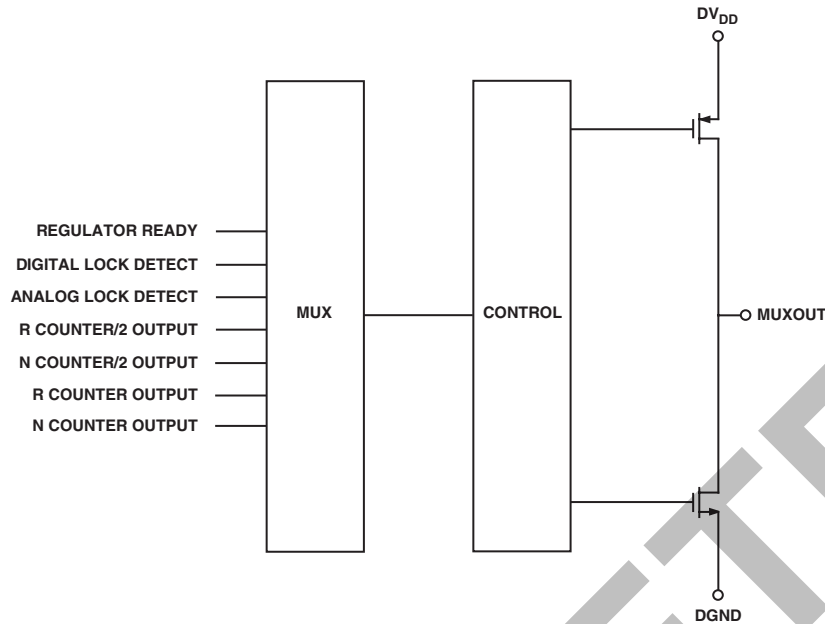 DVDD
REGULATOR READY
DIGITAL LOCK DETECT
ANALOG LOCK DETECT
R COUNTER/2 OUTPUT
N COUNTER/2 OUTPUT
R COUNTER OUTPUT
N COUNTER OUTPUT
MUX
CONTROL
MUXOUT
DGND